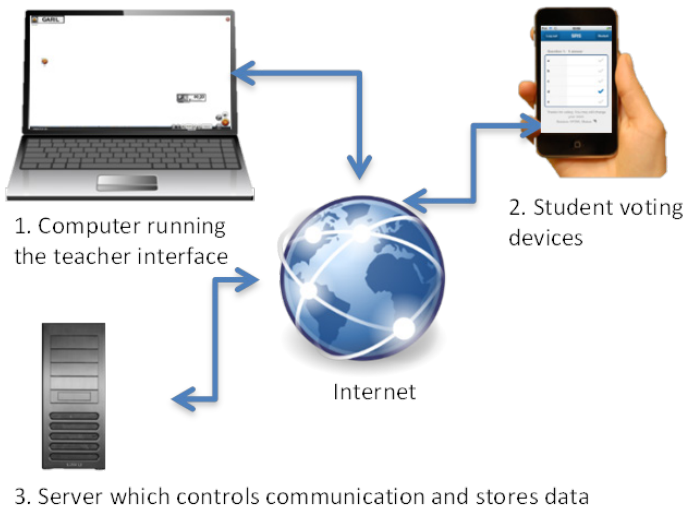 1. Computer running
the teacher interface
2. Student voting
devices
Internet
3. Server which controls communication and stores data